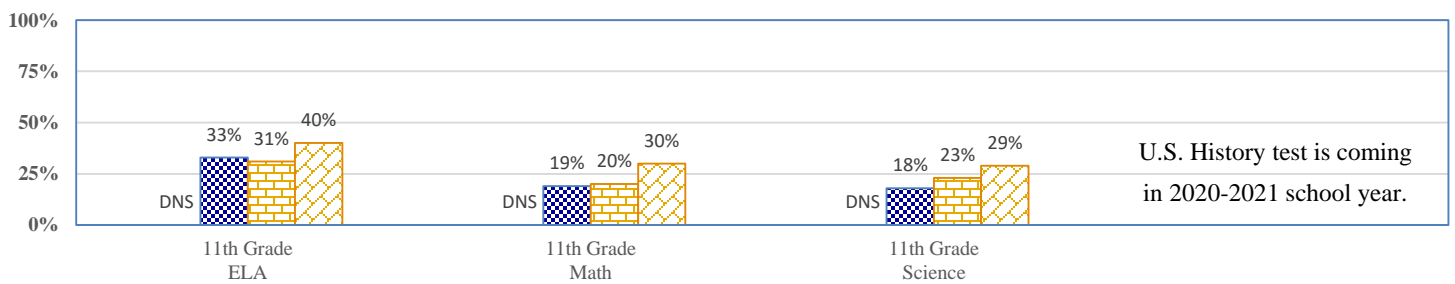 100%
75%
50%
25%
0%
DNS
33%
31%
40%
DNS
19%
20%
30%
DNS
18%
23%
29%
U.S. History test is coming
in 2020-2021 school year.
11th Grade
ELA
11th Grade
Math
11th Grade
Science